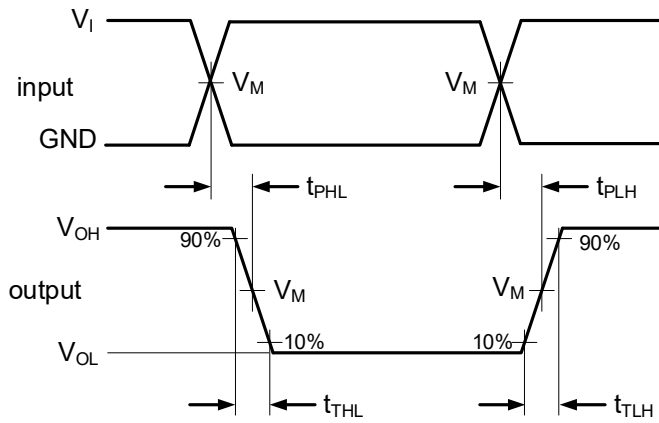 V_I
input
V_M V_M
GND
t_PHL t_PLH
V_OH
90% 90%
output
V_M V_M
10% 10%
V_OL
t_THL t_TLH